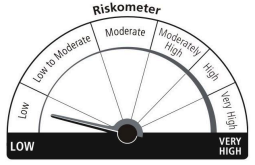 Riskometer
Low
Low to Moderate
Moderate
Moderately
High
High
Very High
LOW
VERY
HIGH